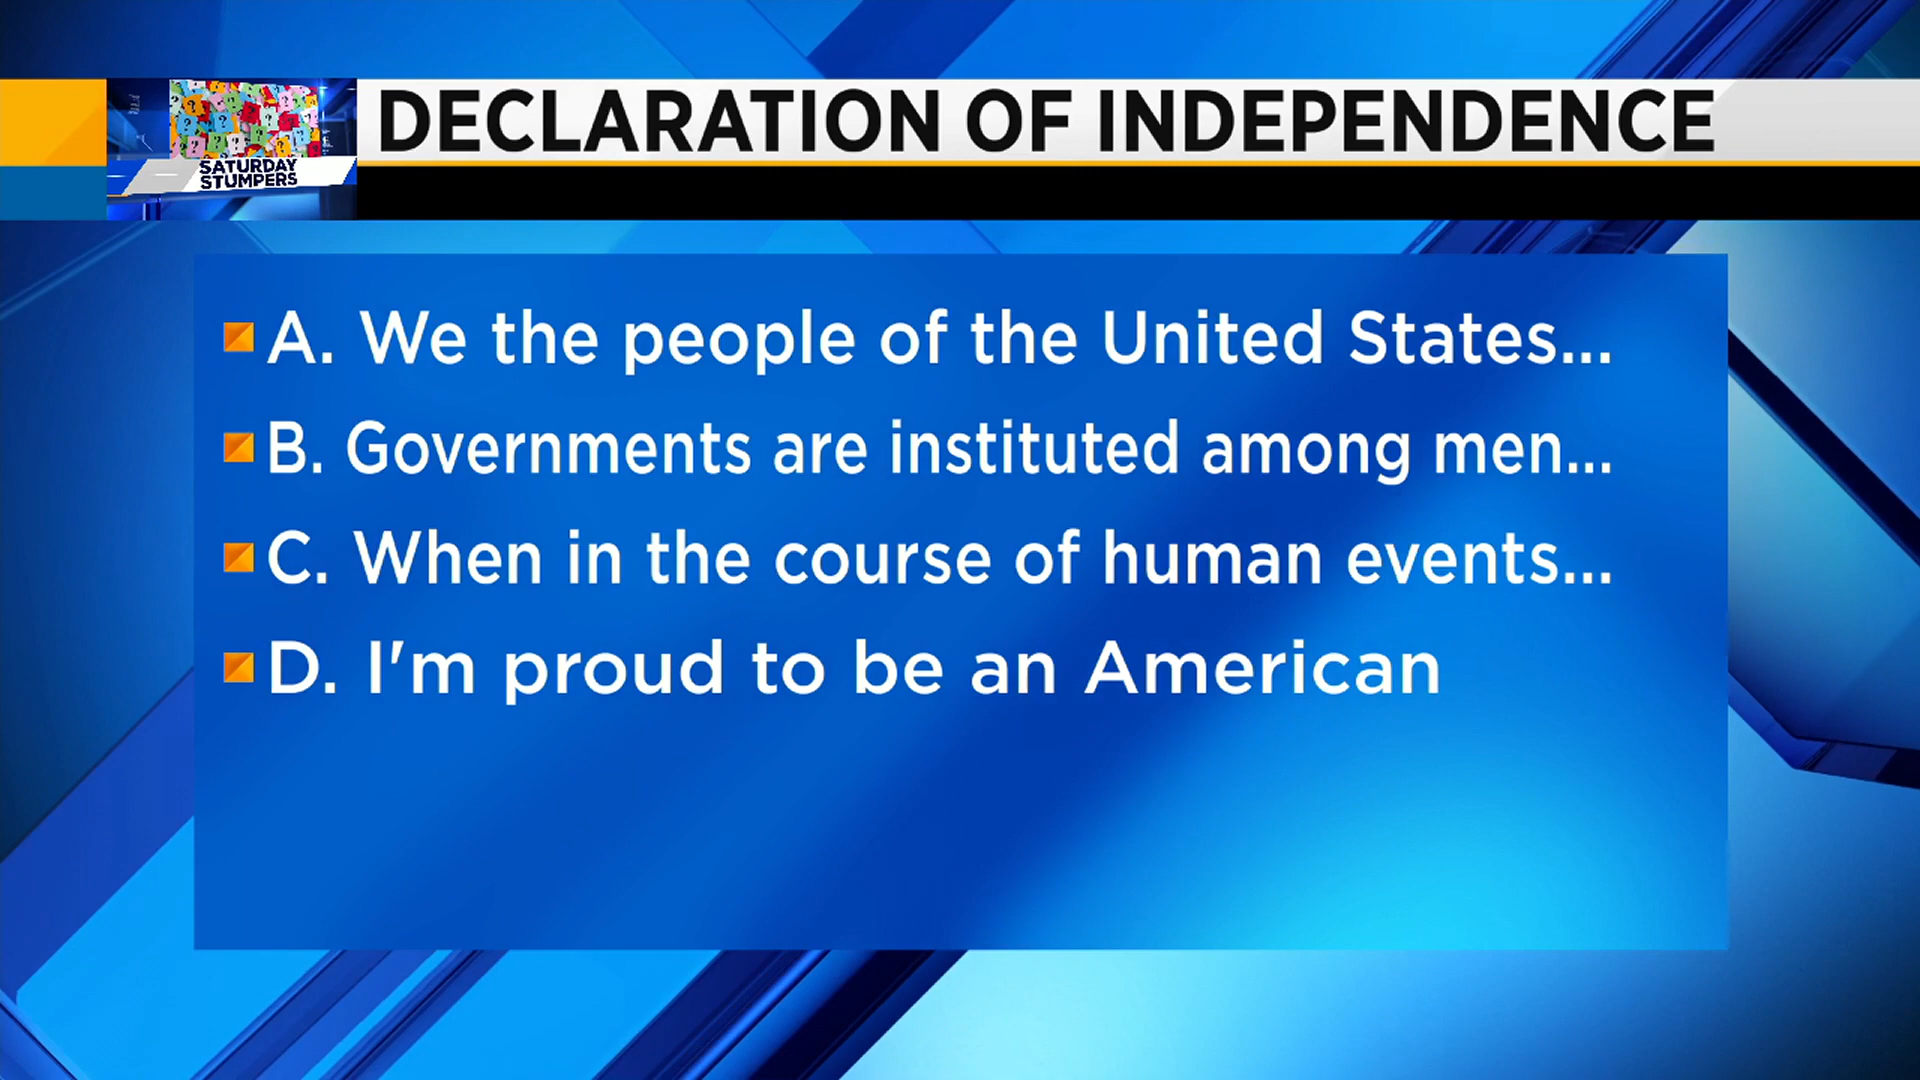 DECLARATION OF INDEPENDENCE
SATURDAY
STUMPERS
A. We the people of the United States...
B. Governments are instituted among men...
C. When in the course of human events...
D. I'm proud to be an American